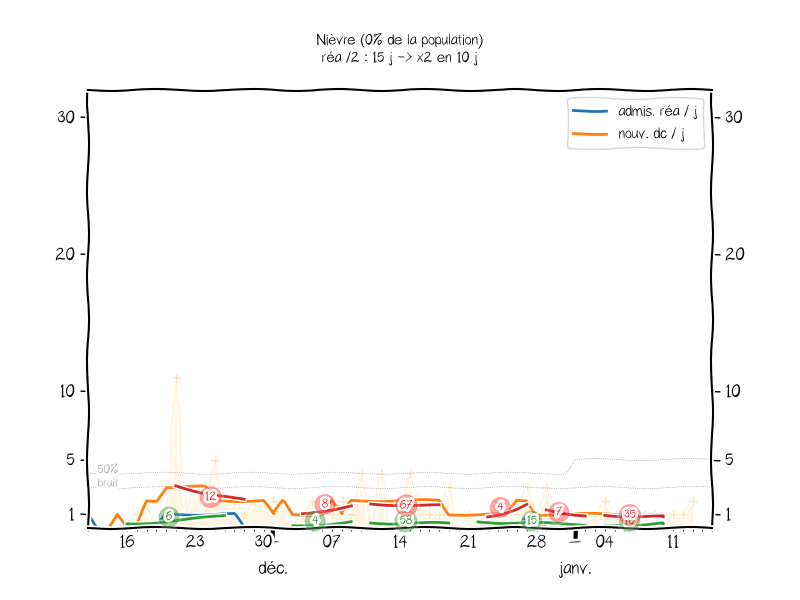 Nièvre (0% de la population)
réa /2 : 15 j -> x2 en 10 j
admis. réa / j
nouv. dc / j
30 30
20 20
10 10
5 5
50%
bruit
1 1
12
6
8
4
67
58
4
15
7
35
16 23 30 07 14 21 28 04 11
déc. janv.